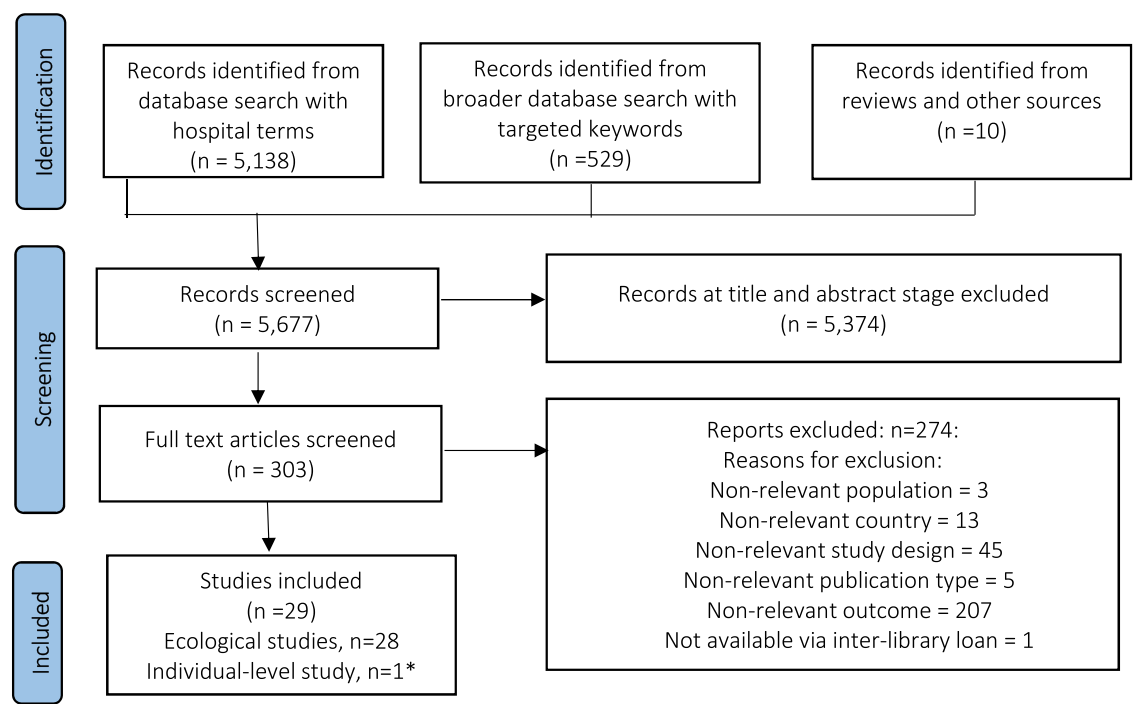 Identification
Records identified from
database search with
hospital terms
(n = 5,138)
Records identified from
broader database search with
targeted keywords
(n =529)
Records identified from
reviews and other sources
(n =10)
Screening
Records screened
(n = 5,677)
Records at title and abstract stage excluded
(n = 5,374)
Full text articles screened
(n = 303)
Reports excluded: n=274:
Reasons for exclusion:
Non-relevant population = 3
Non-relevant country = 13
Non-relevant study design = 45
Non-relevant publication type = 5
Non-relevant outcome = 207
Not available via inter-library loan = 1
Included
Studies included
(n =29)
Ecological studies, n=28
Individual-level study, n=1*